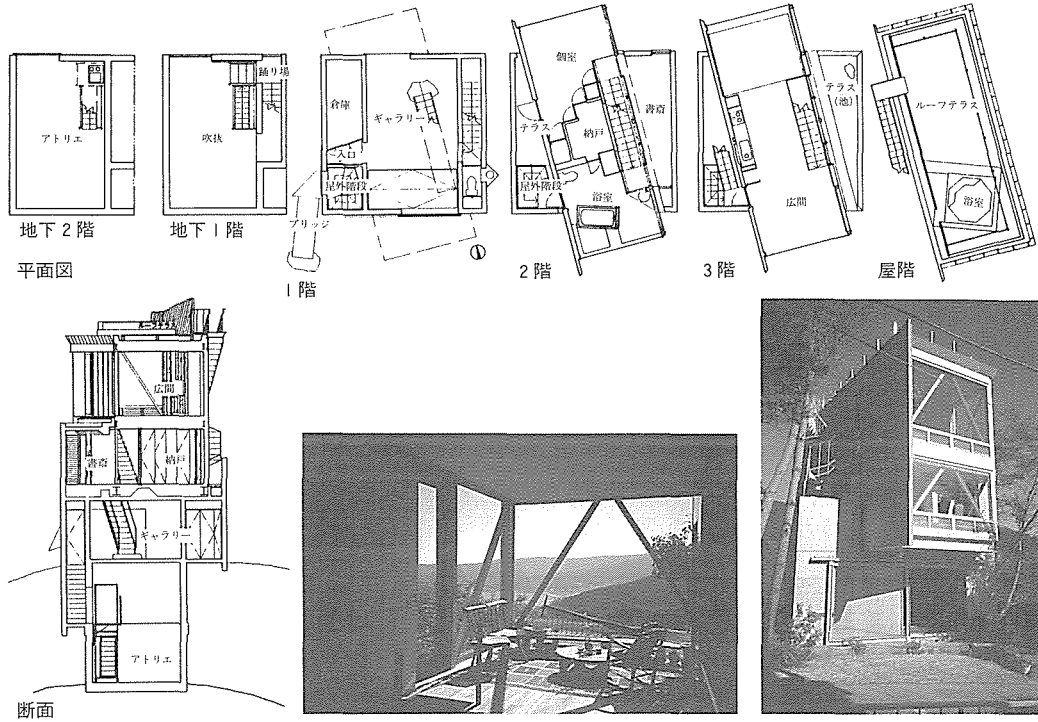 アトリエ
地下2階
吹抜
踊り場
地下1階
倉庫
ギャラリー
入口
屋外階段
ブリッジ
1階
個室
テラス
納戸
書斎
屋外階段
浴室
2階
テラス
(池)
広間
3階
ルーフテラス
浴室
屋階
平面図
広間
書斎
納戸
ギャラリー
アトリエ
断面